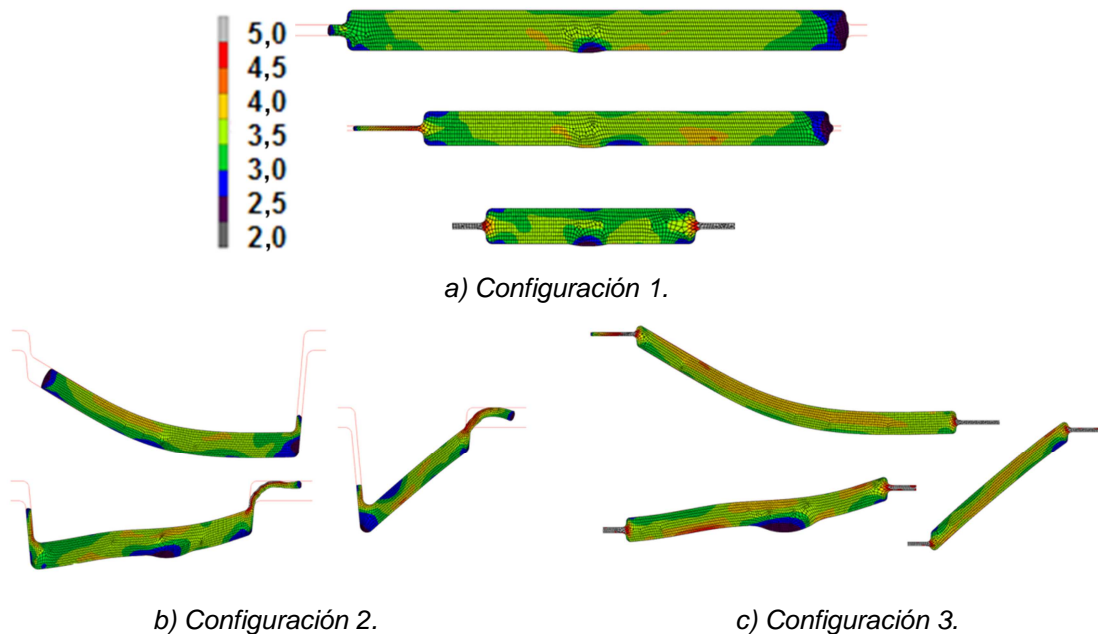 5,0
4,5
4,0
3,5
3,0
2,5
2,0
a) Configuración 1.
b) Configuración 2.
c) Configuración 3.